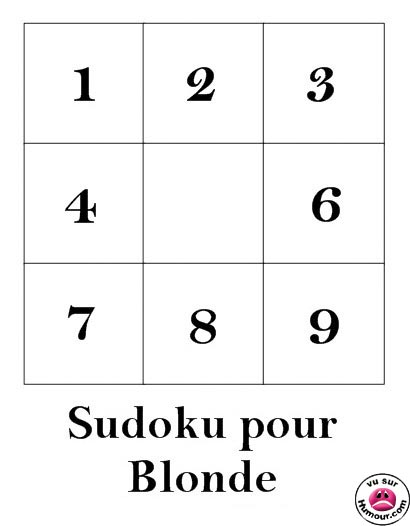 1 2 3
4 6
7 8 9
Sudoku pour
Blonde
vu sur
Humour.com